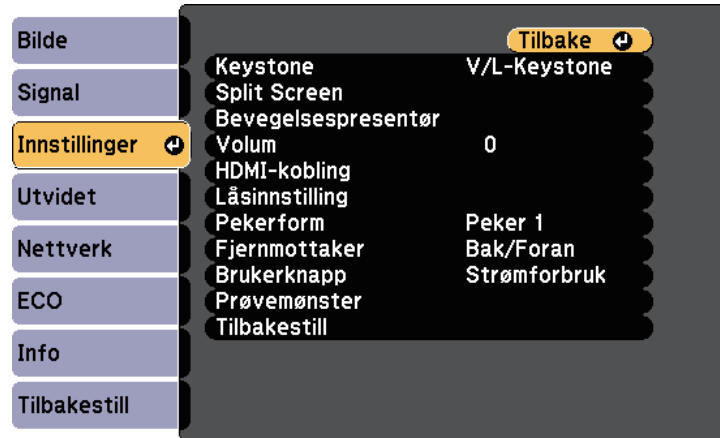 Bilde
Signal
Innstillinger
Utvidet
Nettverk
ECO
Info
Tilbakestill
Tilbake
Keystone V/L-Keystone
Split Screen
Bevegelsespresentør
Volum 0
HDMI-kobling
Låsinnstilling
Pekerform Peker 1
Fjernmottaker Bak/Foran
Brukerknapp Strømforbruk
Prøvemønster
Tilbakestill